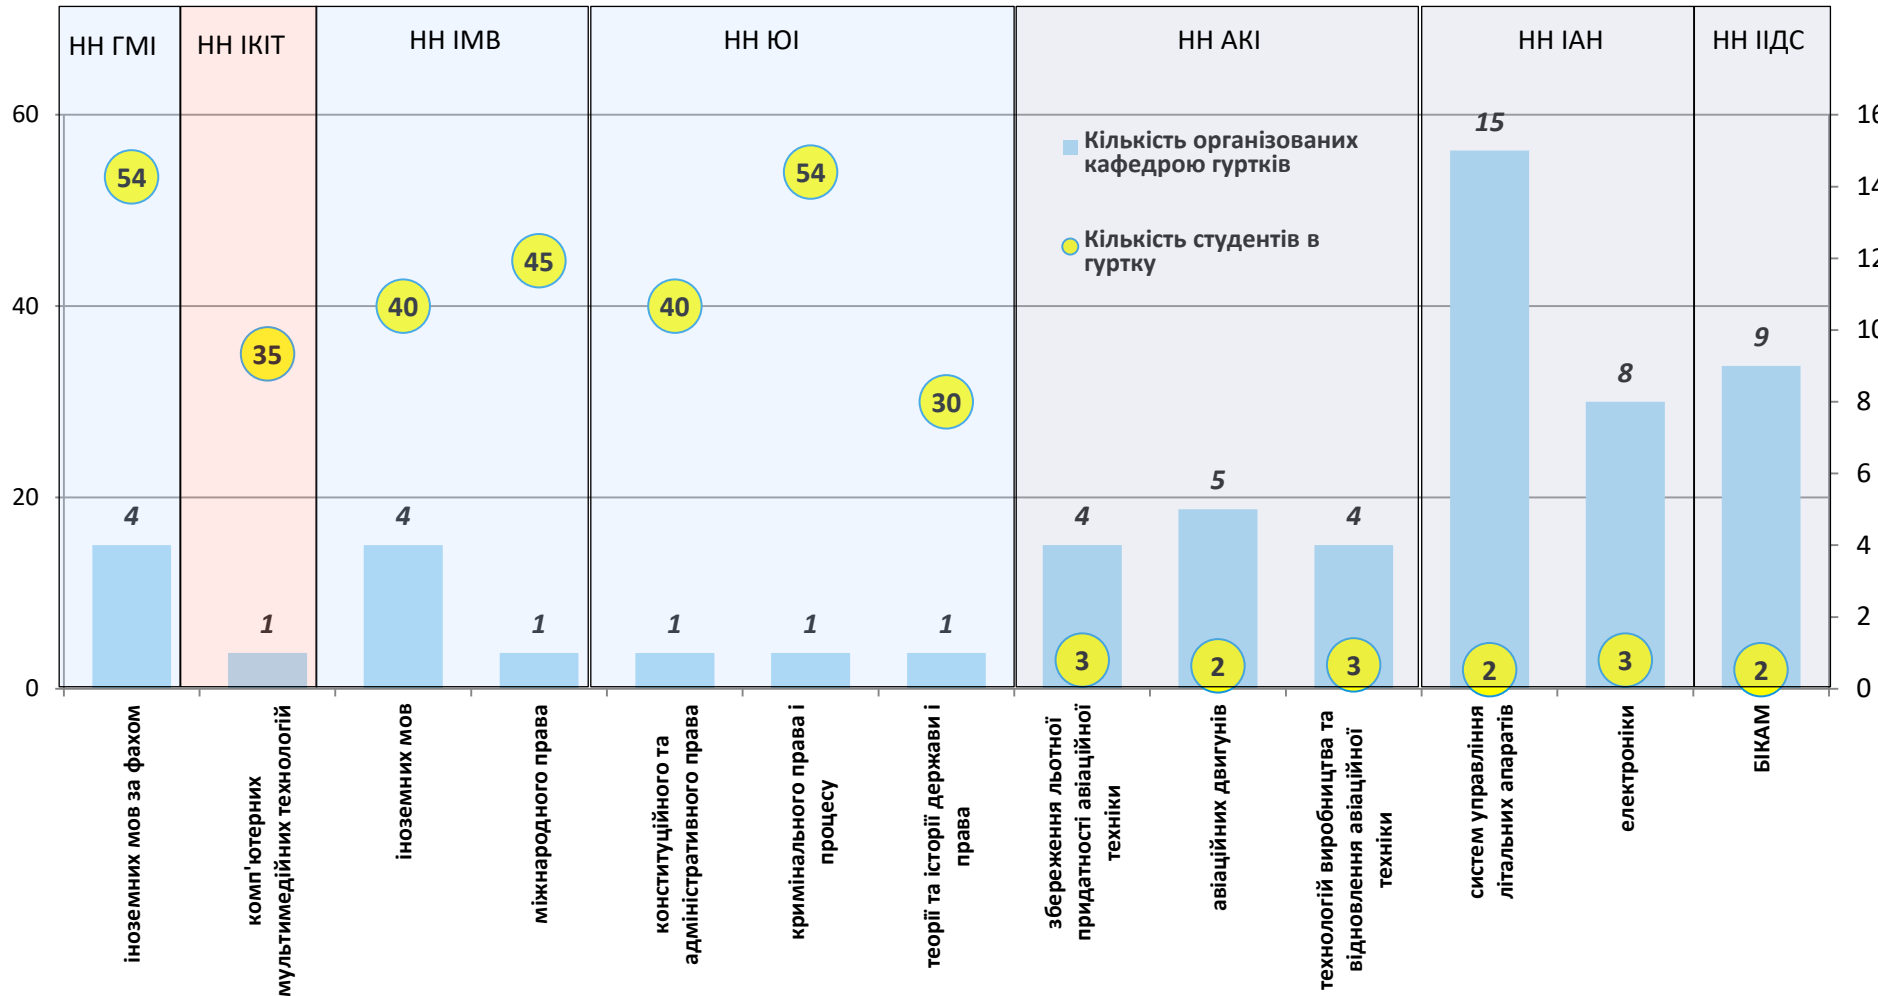 НН ГМІ
НН ІКІТ
НН ІМВ
НН ЮІ
НН АКІ
НН ІАН
НН ІІДС
60
40
20
0
16
14
12
10
8
6
4
2
0
Кількість організованих
кафедрою гуртків
Кількість студентів в
гуртку
54
35
40
45
40
54
30
3
2
3
2
3
2
4
1
4
1
1
1
1
4
5
4
15
8
9
іноземних мов за фахом
комп'ютерних
мультимедійних технологій
іноземних мов
міжнародного права
конституційного та
адміністративного права
кримінального права і
процесу
теорії та історії держави і
права
збереження льотної
придатності авіаційної
техніки
авіаційних двигунів
технологій виробництва та
відновлення авіаційної
техніки
систем управління
літальних апаратів
електроніки
БІКАМ